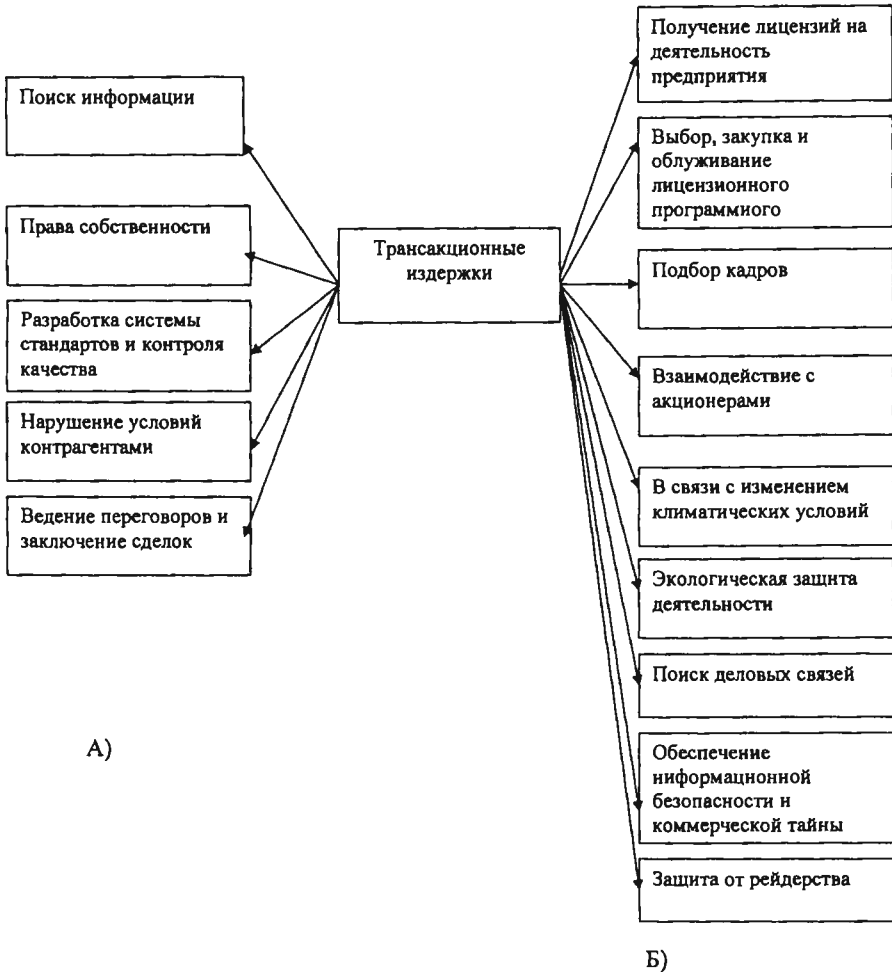 Поиск информации
Права собственности
Разработка системы
стандартов и контроля
качества
Нарушение условий
контрагентами
Ведение переговоров и
заключение сделок
А)
Трансакционные
издержки
Получение лицензий на
деятельность
предприятия
Выбор, закупка и
облуживание
лицензионного
программиого
Подбор кадров
Взаимодействие с
акционерами
В связи с изменением
климатических условий
Экологическая защита
деятельности
Поиск деловых связей
Обеспечение
ниформационной
безопасности н
коммерческой тайны
Защита от рейдерства
Б)